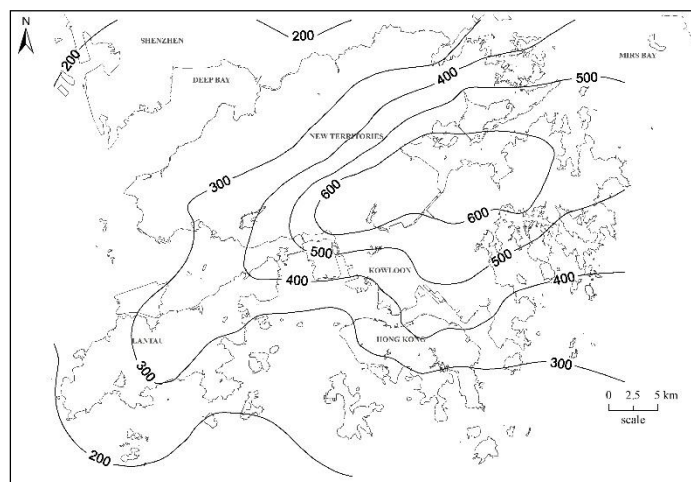 N
200
SHENZHEN
200
MIRS BAY
DEEP BAY
400
500
NEW TERRITORIES
300
600
600
500
500
KOWLOON
400
400
LANTAU
HONG KONG
300
300
0 2.5 5 km
scale
200